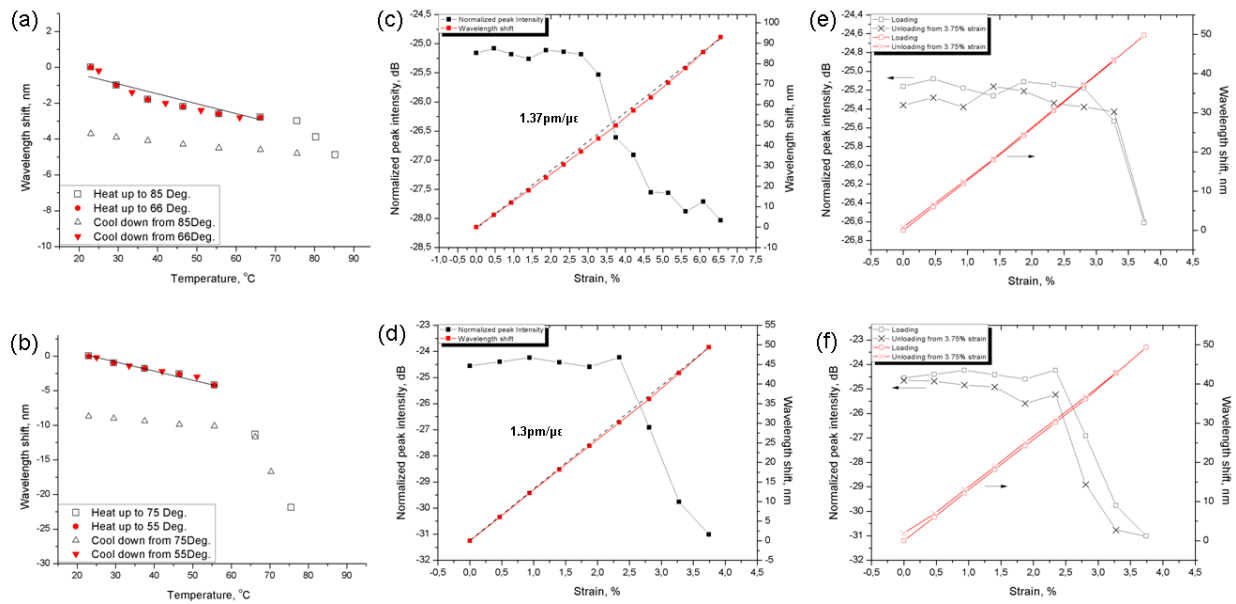 (a)
2
0
-2
-4
-6
-8
-10
Wavelength shift, nm
Heat up to 85 Deg.
Heat up to 66 Deg.
Cool down from 85Deg.
Cool down from 66Deg.
20 30 40 50 60 70 80 90
Temperature, °C
(c)
-25,0
-25,5
-26,0
-26,5
-27,0
-27,5
-28,0
-28,5
Normalized peak intensity, dB
Normalized peak Intensity
Wavelength shift
1.37pm/με
100
90
80
70
60
50
40
30
20
10
0
-10
Wavelength shift, nm
-0,5 0,0 0,5 1,0 1,5 2,0 2,5 3,0 3,5 4,0 4,5 5,0 5,5 6,0 6,5 7,0 7,5
Strain, %
(e)
-24,4
-24,6
-24,8
-25,0
-25,2
-25,4
-25,6
-25,8
-26,0
-26,2
-26,4
-26,6
-26,8
Normalized peak intensity, dB
Loading
Unloading from 3.75% strain
Loading
Unloading from 3.75% strain
50
40
30
20
10
0
Wavelength shift, nm
-0,5 0,0 0,5 1,0 1,5 2,0 2,5 3,0 3,5 4,0 4,5
Strain, %
(b)
5
0
-5
-10
-15
-20
-25
-30
Wavelength shift, nm
Heat up to 75 Deg.
Heat up to 55 Deg.
Cool down from 75Deg.
Cool down from 55Deg.
20 30 40 50 60 70 80 90
Temperature, °C
(d)
-23
-24
-25
-26
-27
-28
-29
-30
-31
-32
Normalized peak intensity, dB
Normalized peak Intensity
Wavelength shift
1.3pm/με
55
50
45
40
35
30
25
20
15
10
5
0
-5
Wavelength shift, nm
-0,5 0,0 0,5 1,0 1,5 2,0 2,5 3,0 3,5 4,0 4,5
Strain, %
(f)
-23
-24
-25
-26
-27
-28
-29
-30
-31
-32
Normalized peak intensity, dB
Loading
Unloading from 3.75% strain
Loading
Unloading from 3.75% strain
50
40
30
20
10
0
Wavelength shift, nm
-0,5 0,0 0,5 1,0 1,5 2,0 2,5 3,0 3,5 4,0 4,5
Strain, %